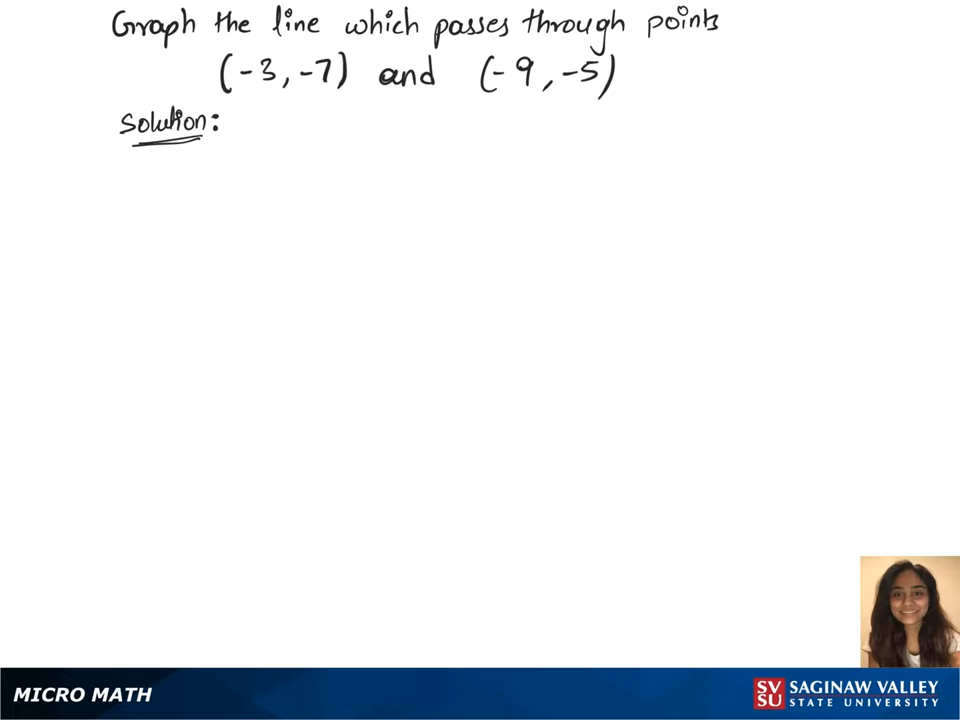 Graph the line which passes through points
(-3, -7) and (-9, -5)
Solution:
MICRO MATH
SV
SU
SAGINAW VALLEY
STATE UNIVERSITY